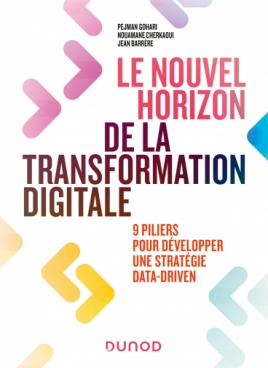 PEJMAN GOHARI
NOUAMANE CHERKAOUI
JEAN BARRÈRE
LE NOUVEL
HORIZON
DE LA
TRANSFORMATION
DIGITALE
9 PILIERS
POUR DÉVELOPPER
UNE STRATÉGIE
DATA-DRIVEN
DUNOD